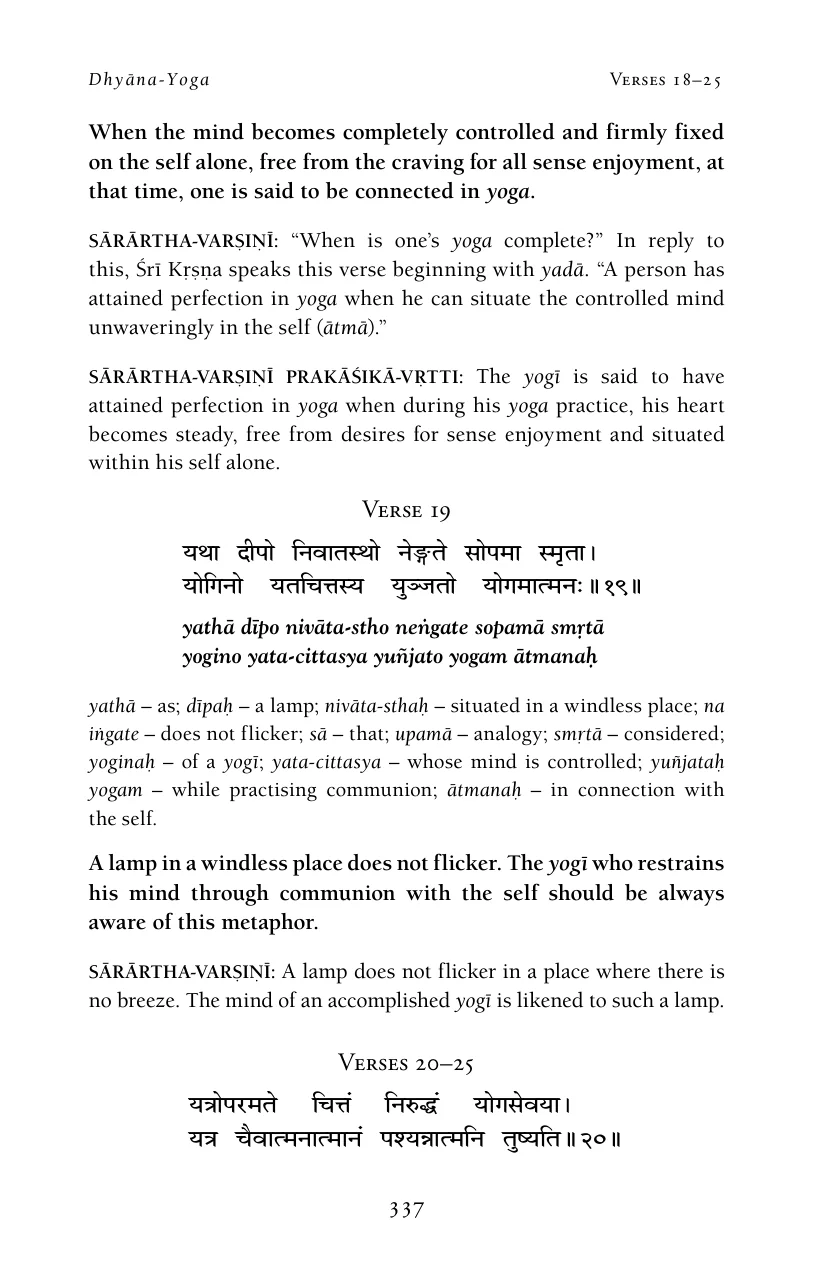 Dhyāna-Yoga Verses 18–25
When the mind becomes completely controlled and firmly fixed
on the self alone, free from the craving for all sense enjoyment, at
that time, one is said to be connected in yoga.
SĀRĀRTHA-VARṢIṆĪ: “When is one’s yoga complete?” In reply to
this, Śrī Kṛṣṇa speaks this verse beginning with yadā. “A person has
attained perfection in yoga when he can situate the controlled mind
unwaveringly in the self (ātmā).”
SĀRĀRTHA-VARṢIṆĪ PRAKĀŚIKĀ-VṚTTI: The yogī is said to have
attained perfection in yoga when during his yoga practice, his heart
becomes steady, free from desires for sense enjoyment and situated
within his self alone.
Verse 19
यथा दीपो निवातस्थो नेङ्गते सोपमा स्मृता।
योगिनो यतचित्तस्य युञ्जतो योगमात्मनः॥१९॥
yathā dīpo nivāta-stho neṅgate sopamā smṛtā
yogino yata-cittasya yuñjato yogam ātmanaḥ
yathā – as; dīpaḥ – a lamp; nivāta-sthaḥ – situated in a windless place; na
iṅgate – does not flicker; sā – that; upamā – analogy; smṛtā – considered;
yoginaḥ – of a yogī; yata-cittasya – whose mind is controlled; yuñjataḥ
yogam – while practising communion; ātmanaḥ – in connection with
the self.
A lamp in a windless place does not flicker. The yogī who restrains
his mind through communion with the self should be always
aware of this metaphor.
SĀRĀRTHA-VARṢIṆĪ: A lamp does not flicker in a place where there is
no breeze. The mind of an accomplished yogī is likened to such a lamp.
Verses 20–25
यत्रोपरमते चित्तं निरुद्धं योगसेवया।
यत्र चैवात्मनात्मानं पश्यन्नात्मनि तुष्यति॥२०॥
337